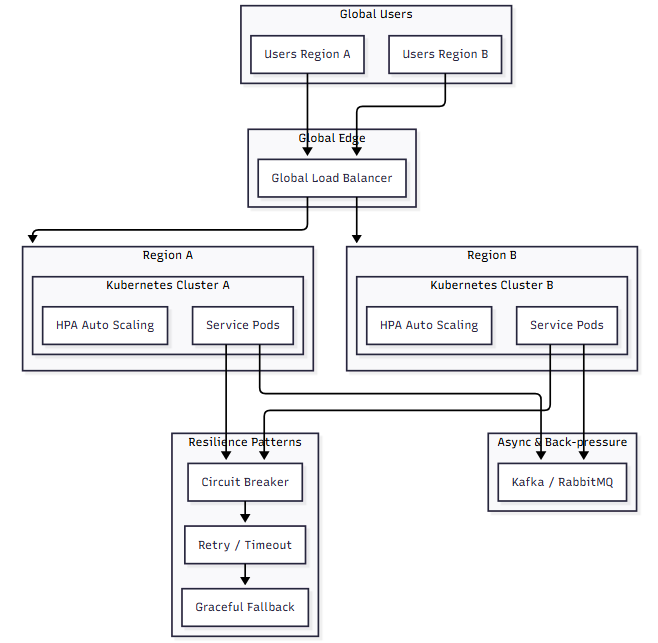 Global Users
Users Region A
Users Region B
Global Edge
Global Load Balancer
Region A
Region B
Kubernetes Cluster A
Kubernetes Cluster B
HPA Auto Scaling
Service Pods
HPA Auto Scaling
Service Pods
Resilience Patterns
Async & Back-pressure
Circuit Breaker
Kafka / RabbitMQ
Retry / Timeout
Graceful Fallback